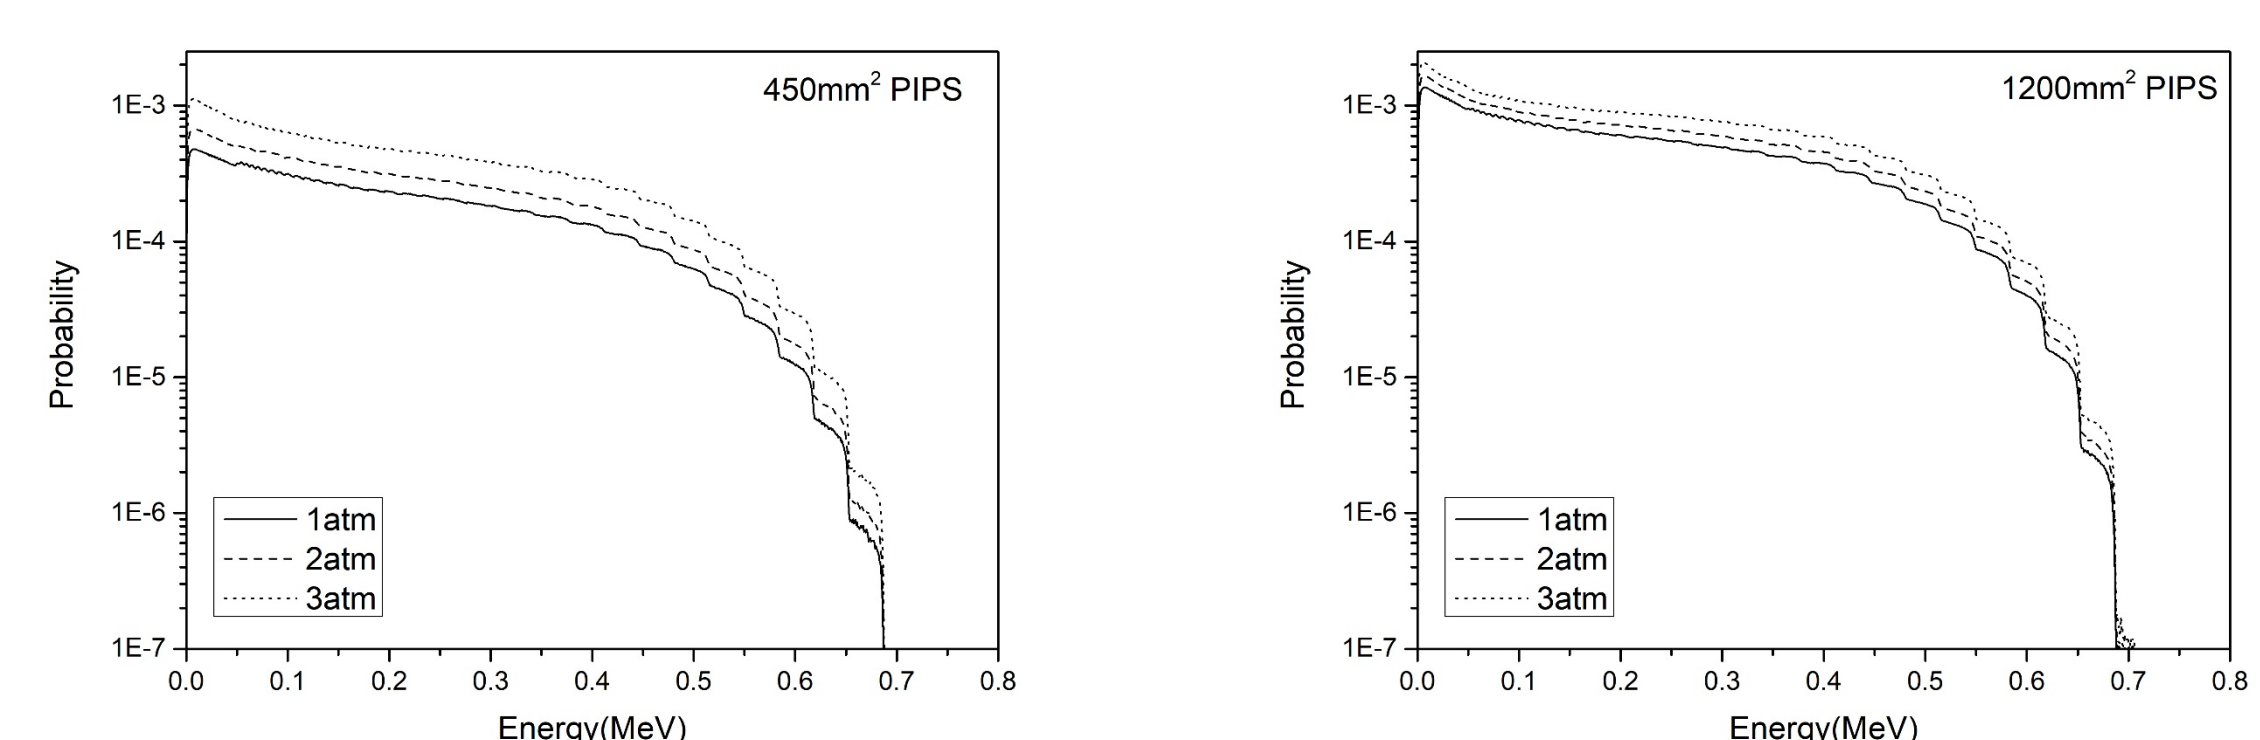 450mm² PIPS
Probability
1E-3
1E-4
1E-5
1E-6
1E-7
1atm
2atm
3atm
0.0 0.1 0.2 0.3 0.4 0.5 0.6 0.7 0.8
Energy(MeV)
1200mm² PIPS
Probability
1E-3
1E-4
1E-5
1E-6
1E-7
1atm
2atm
3atm
0.0 0.1 0.2 0.3 0.4 0.5 0.6 0.7 0.8
Energy(MeV)